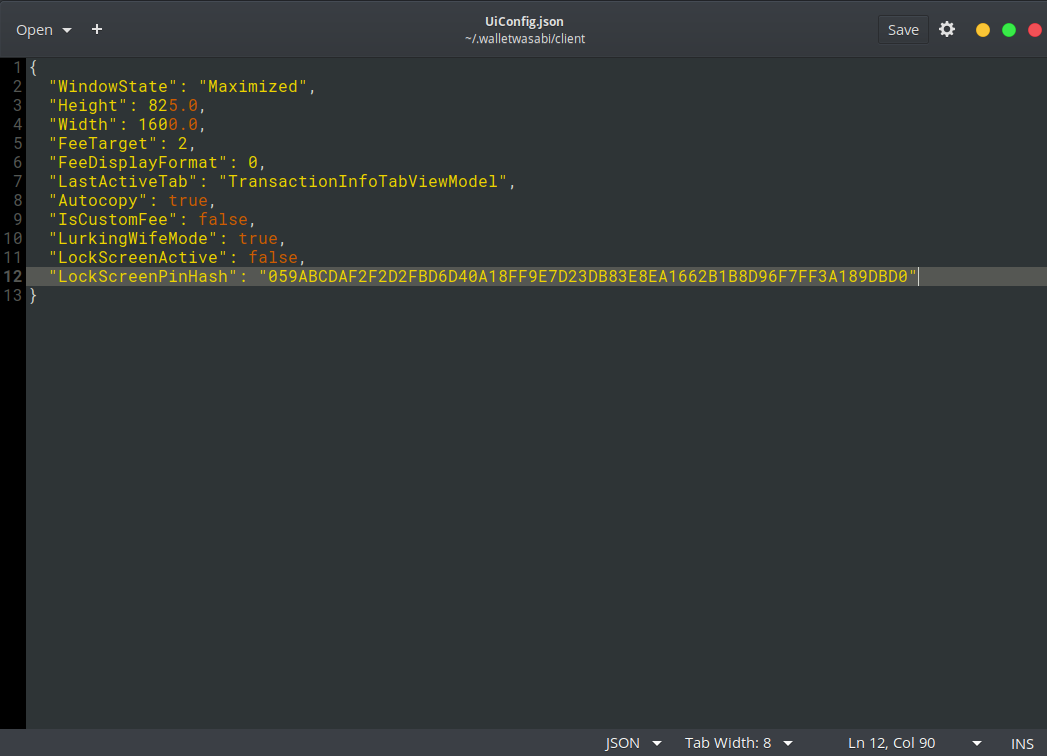 Open
+
UiConfig.json
~/.walletwasabi/client
Save
1 {
2 "WindowState": "Maximized",
3 "Height": 825.0,
4 "Width": 1600.0,
5 "FeeTarget": 2,
6 "FeeDisplayFormat": 0,
7 "LastActiveTab": "TransactionInfoTabViewModel",
8 "Autocopy": true,
9 "IsCustomFee": false,
10 "LurkingWifeMode": true,
11 "LockScreenActive": false,
12 "LockScreenPinHash": "059ABCDAF2F2D2FBD6D40A18FF9E7D23DB83E8EA1662B1B8D96F7FF3A189DBD0"
13 }
JSON Tab Width: 8 Ln 12, Col 90 INS